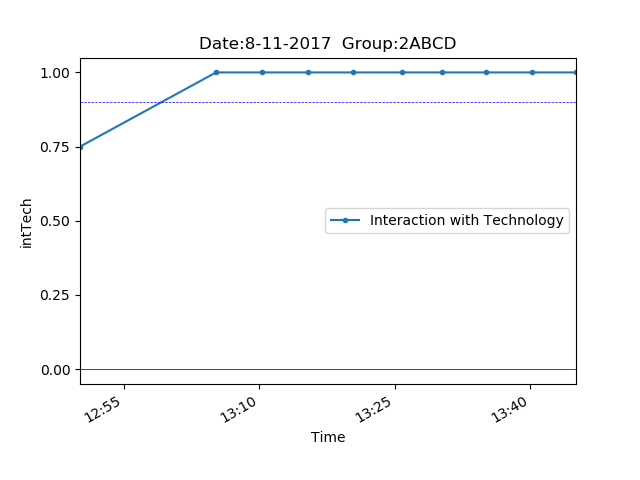 Date:8-11-2017  Group:2ABCD
1.00
0.75
0.50
0.25
0.00
intTech
Interaction with Technology
12:55
13:10
13:25
13:40
Time